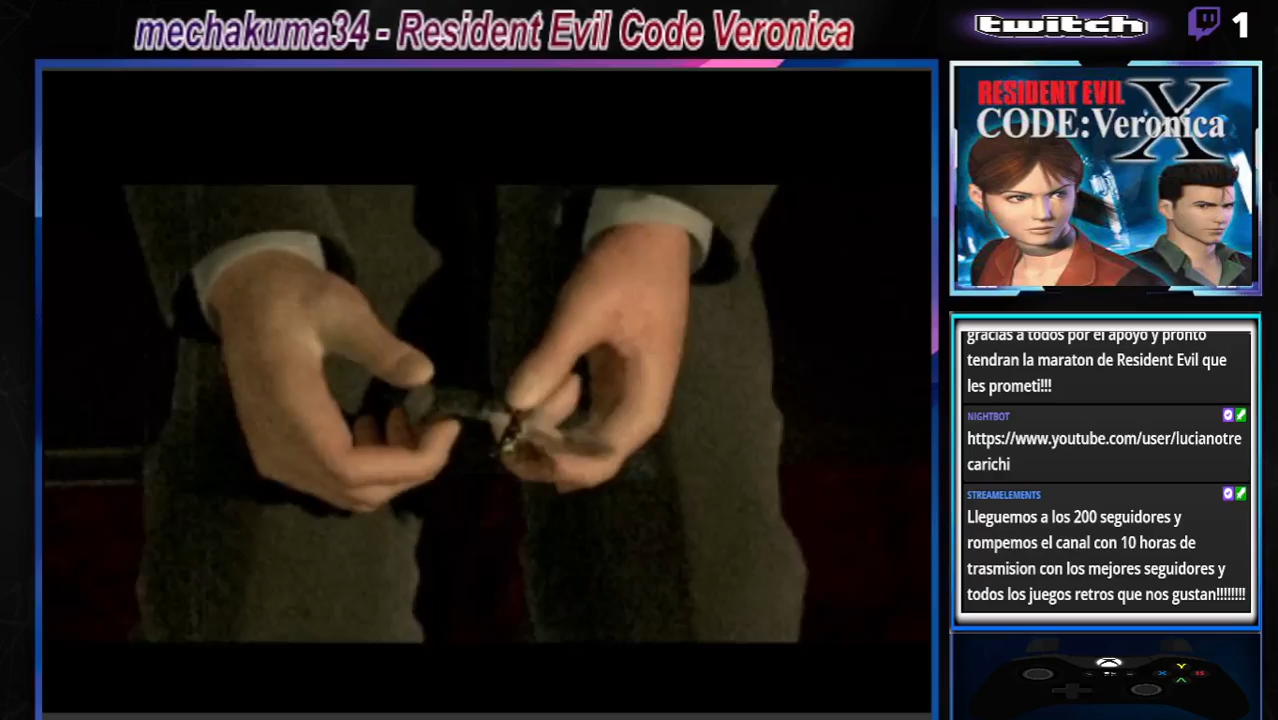 mechakuma34 - Resident Evil Code Veronica
twitch
1
RESIDENT EVIL
CODE:Veronica X
gracias a todos por el apoyo y pronto
tendran la maraton de Resident Evil que
les prometi!!!
NIGHTBOT
https://www.youtube.com/user/lucianotre
carichi
STREAMELEMENTS
Lleguemos a los 200 seguidores y
rompemos el canal con 10 horas de
trasmision con los mejores seguidores y
todos los juegos retros que nos gustan!!!!!!!!
Y
X
A